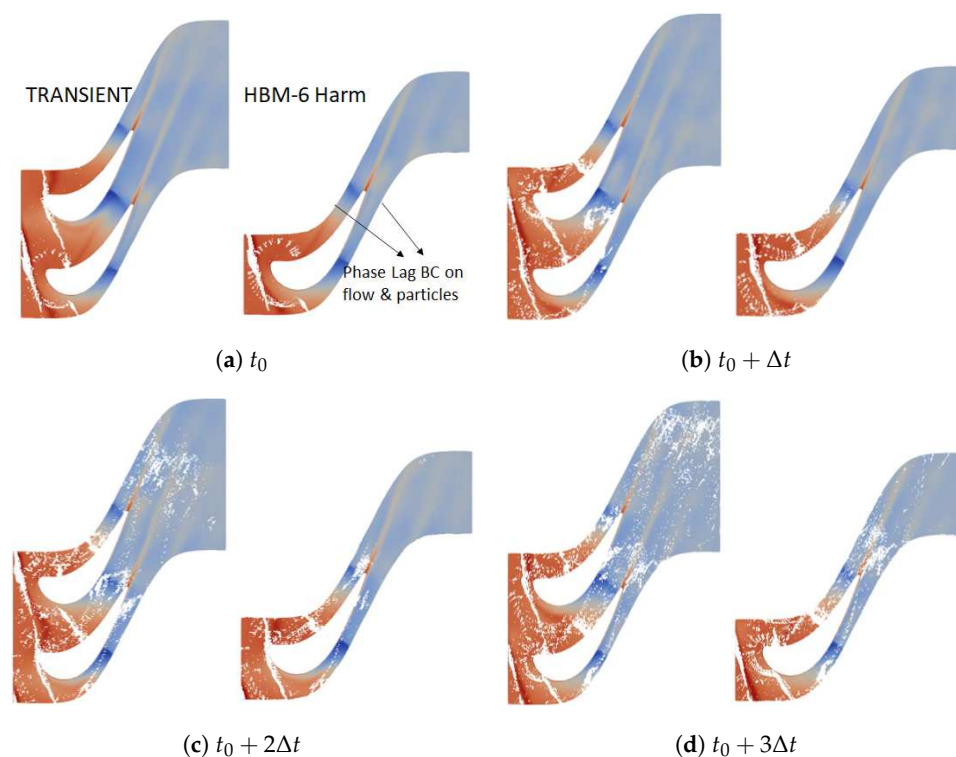 TRANSIENT
HBM-6 Harm
Phase Lag BC on
flow & particles
(a) t₀
(b) t₀ + Δt
(c) t₀ + 2Δt
(d) t₀ + 3Δt